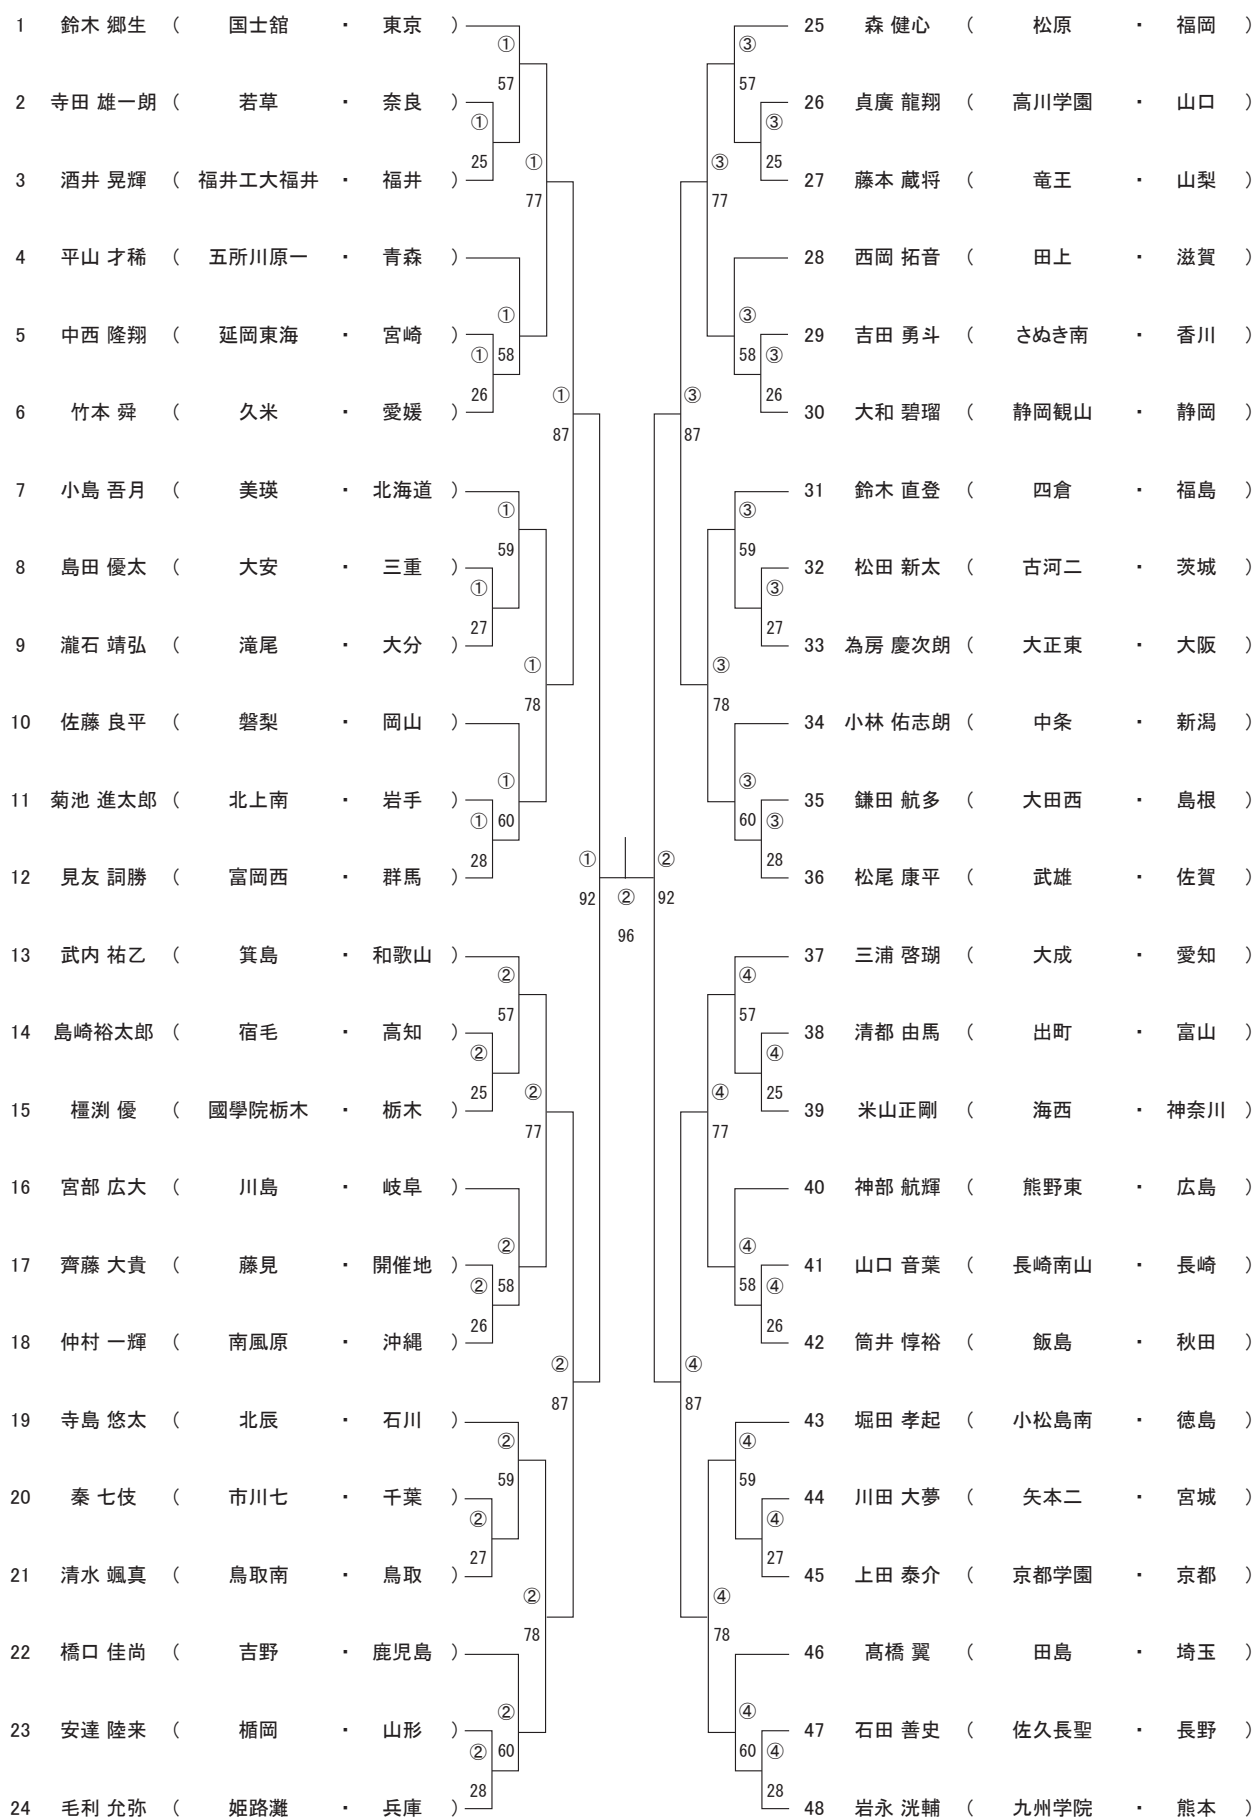 1 鈴木 郷生 （ 国士舘 ・ 東京 ）
2 寺田 雄一朗 （ 若草 ・ 奈良 ）
3 酒井 晃輝 （ 福井工大福井 ・ 福井 ）
4 平山 才稀 （ 五所川原一 ・ 青森 ）
5 中西 隆翔 （ 延岡東海 ・ 宮崎 ）
6 竹本 舜 （ 久米 ・ 愛媛 ）
7 小島 吾月 （ 美瑛 ・ 北海道 ）
8 島田 優太 （ 大安 ・ 三重 ）
9 瀧石 靖弘 （ 滝尾 ・ 大分 ）
10 佐藤 良平 （ 磐梨 ・ 岡山 ）
11 菊池 進太郎 （ 北上南 ・ 岩手 ）
12 見友 詞勝 （ 富岡西 ・ 群馬 ）
13 武内 祐乙 （ 箕島 ・ 和歌山 ）
14 島崎裕太郎 （ 宿毛 ・ 高知 ）
15 橿渕 優 （ 國學院栃木 ・ 栃木 ）
16 宮部 広大 （ 川島 ・ 岐阜 ）
17 齊藤 大貴 （ 藤見 ・ 開催地 ）
18 仲村 一輝 （ 南風原 ・ 沖縄 ）
19 寺島 悠太 （ 北辰 ・ 石川 ）
20 秦 七伎 （ 市川七 ・ 千葉 ）
21 清水 颯真 （ 鳥取南 ・ 鳥取 ）
22 橋口 佳尚 （ 吉野 ・ 鹿児島 ）
23 安達 陸来 （ 楯岡 ・ 山形 ）
24 毛利 允弥 （ 姫路灘 ・ 兵庫 ）
① 57
① 25
① 77
① 58
① 26
① 87
① 59
① 27
① 78
① 60
① 28
① 92
② 57
② 25
② 77
② 58
② 26
② 87
② 59
② 27
② 78
② 60
② 28
② 96
② 92
③ 57
③ 25
③ 77
③ 58
③ 26
③ 87
③ 59
③ 27
③ 78
③ 60
③ 28
④ 57
④ 25
④ 77
④ 58
④ 26
④ 87
④ 59
④ 27
④ 78
④ 60
④ 28
25 森 健心 （ 松原 ・ 福岡 ）
26 貞廣 龍翔 （ 高川学園 ・ 山口 ）
27 藤本 蔵将 （ 竜王 ・ 山梨 ）
28 西岡 拓音 （ 田上 ・ 滋賀 ）
29 吉田 勇斗 （ さぬき南 ・ 香川 ）
30 大和 碧瑠 （ 静岡観山 ・ 静岡 ）
31 鈴木 直登 （ 四倉 ・ 福島 ）
32 松田 新太 （ 古河二 ・ 茨城 ）
33 為房 慶次朗 （ 大正東 ・ 大阪 ）
34 小林 佑志朗 （ 中条 ・ 新潟 ）
35 鎌田 航多 （ 大田西 ・ 島根 ）
36 松尾 康平 （ 武雄 ・ 佐賀 ）
37 三浦 啓瑚 （ 大成 ・ 愛知 ）
38 清都 由馬 （ 出町 ・ 富山 ）
39 米山正剛 （ 海西 ・ 神奈川 ）
40 神部 航輝 （ 熊野東 ・ 広島 ）
41 山口 音葉 （ 長崎南山 ・ 長崎 ）
42 筒井 惇裕 （ 飯島 ・ 秋田 ）
43 堀田 孝起 （ 小松島南 ・ 徳島 ）
44 川田 大夢 （ 矢本二 ・ 宮城 ）
45 上田 泰介 （ 京都学園 ・ 京都 ）
46 髙橋 翼 （ 田島 ・ 埼玉 ）
47 石田 善史 （ 佐久長聖 ・ 長野 ）
48 岩永 洸輔 （ 九州学院 ・ 熊本 ）